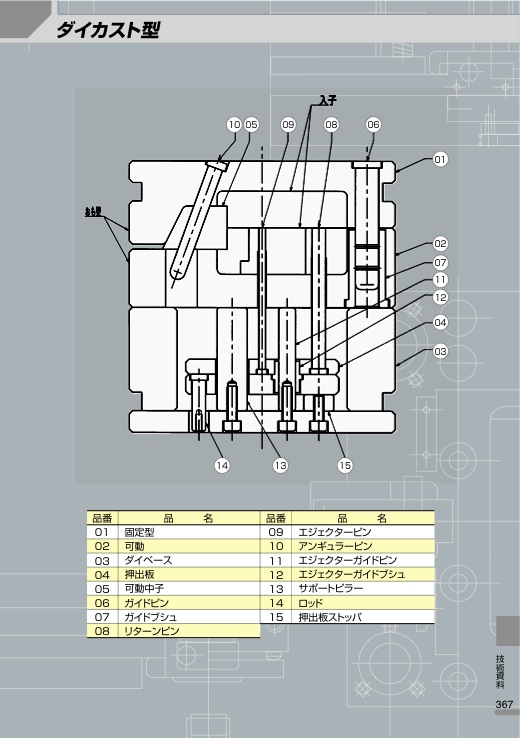 ダイカスト型
入子
10 05 09 08 06
01
おも型
02
07
11
12
04
03
14 13 15
品番 品 名 品番 品 名
01 固定型 09 エジェクターピン
02 可動 10 アンギュラーピン
03 ダイベース 11 エジェクターガイドピン
04 押出板 12 エジェクターガイドブシュ
05 可動中子 13 サポートピラー
06 ガイドピン 14 ロッド
07 ガイドブシュ 15 押出板ストッパ
08 リターンピン
技術資料
367